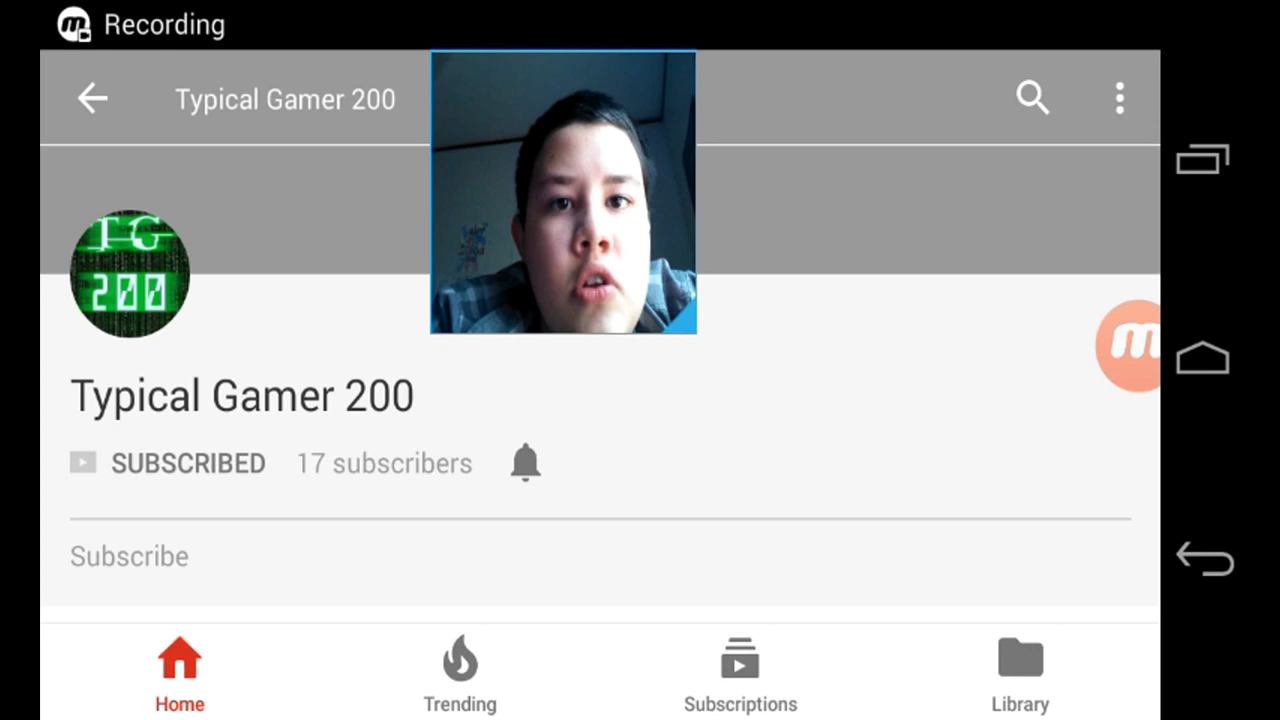 Recording
Typical Gamer 200
TG
200
Typical Gamer 200
SUBSCRIBED 17 subscribers
Subscribe
Home Trending Subscriptions Library